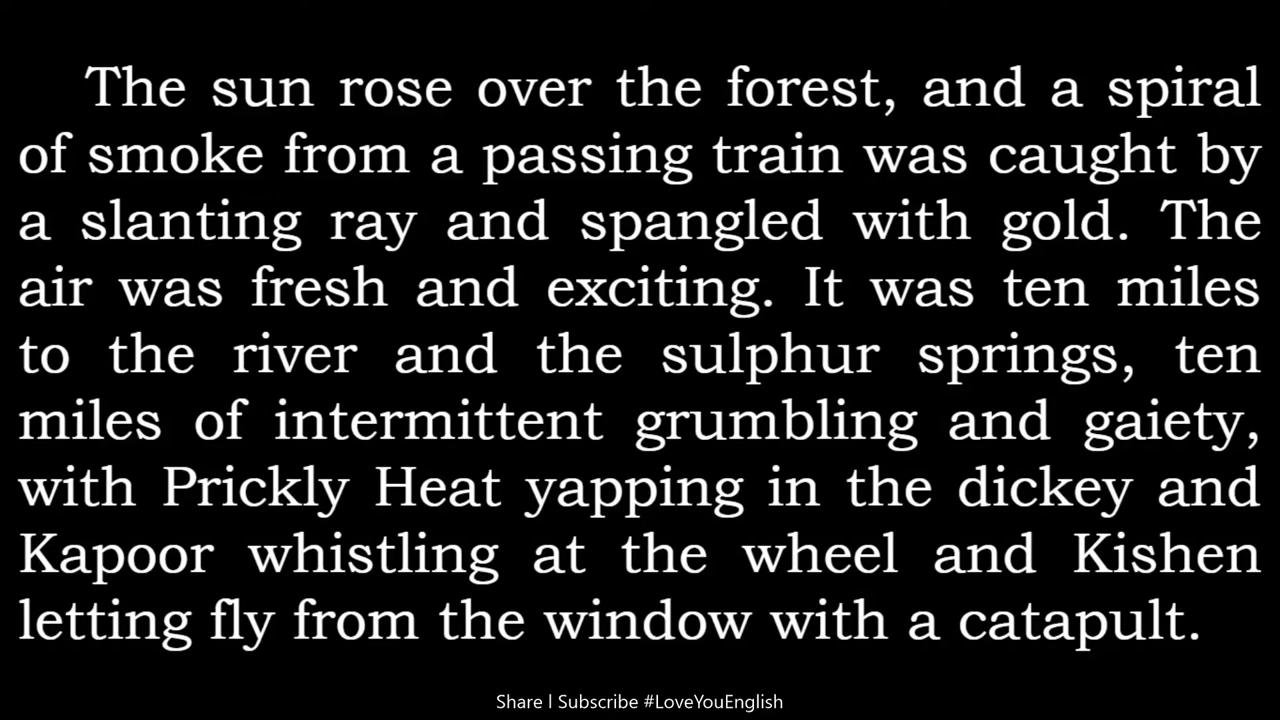 The sun rose over the forest, and a spiral
of smoke from a passing train was caught by
a slanting ray and spangled with gold. The
air was fresh and exciting. It was ten miles
to the river and the sulphur springs, ten
miles of intermittent grumbling and gaiety,
with Prickly Heat yapping in the dickey and
Kapoor whistling at the wheel and Kishen
letting fly from the window with a catapult.
Share l Subscribe #LoveYouEnglish